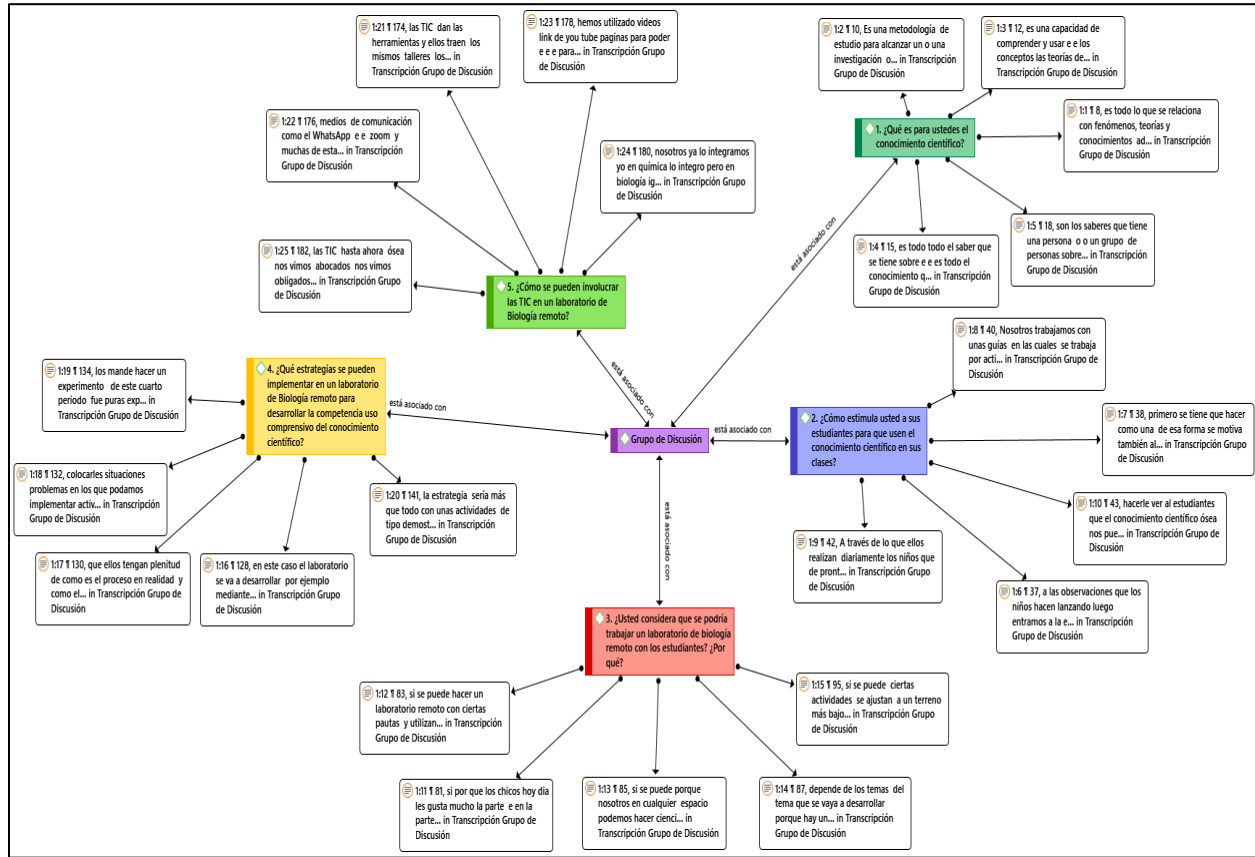 1:21 ¶ 174, las TIC dan las
herramientas y ellos traen los
mismos talleres los... in
Transcripción Grupo de Discusión
1:23 ¶ 178, hemos utilizado videos
link de you tube paginas para poder
e e e para... in Transcripción Grupo
de Discusión
1:2 ¶ 10, Es una metodología de
estudio para alcanzar un o una
investigación o... in
Transcripción Grupo de Discusión
1:3 ¶ 12, es una capacidad de
comprender y usar e e los
conceptos las teorías de... in
Transcripción Grupo de Discusión
1:22 ¶ 176, medios de comunicación
como el WhatsApp e e zoom y
muchas de esta... in Transcripción
Grupo de Discusión
1:24 ¶ 180, nosotros ya lo integramos
yo en química lo integro pero en
biología ig... in Transcripción Grupo
de Discusión
1. ¿Qué es para ustedes el
conocimiento científico?
1:1 ¶ 8, es todo lo que se relaciona
con fenómenos, teorías y
conocimientos ad... in
Transcripción Grupo de Discusión
1:25 ¶ 182, las TIC hasta ahora ósea
nos vimos abocados nos vimos
obligados... in Transcripción Grupo
de Discusión
5. ¿Cómo se pueden involucrar
las TIC en un laboratorio de
Biología remoto?
1:4 ¶ 15, es todo todo el saber que
se tiene sobre e e es todo el
conocimiento q... in Transcripción
Grupo de Discusión
1:5 ¶ 18, son los saberes que tiene
una persona o o un grupo de
personas sobre... in Transcripción
Grupo de Discusión
está asociado con
1:19 ¶ 134, los mande hacer un
experimento de este cuarto
periodo fue puras exp... in
Transcripción Grupo de Discusión
4. ¿Qué estrategias se pueden
implementar en un laboratorio
de Biología remoto para
desarrollar la competencia uso
comprensivo del conocimiento
científico?
está asociado con
está asociado con
Grupo de Discusión
está asociado con
2. ¿Cómo estimula usted a sus
estudiantes para que usen el
conocimiento científico en sus
clases?
1:8 ¶ 40, Nosotros trabajamos con
unas guías en las cuales se trabaja
por acti... in Transcripción Grupo
de Discusión
1:7 ¶ 38, primero se tiene que hacer
como una de esa forma se motiva
también al... in Transcripción
Grupo de Discusión
1:18 ¶ 132, colocarles situaciones
problemas en los que podamos
implementar activ... in
Transcripción Grupo de Discusión
1:20 ¶ 141, la estrategia sería más
que todo con unas actividades de
tipo demost... in Transcripción
Grupo de Discusión
1:10 ¶ 43, hacerle ver al estudiantes
que el conocimiento científico ósea
nos pue... in Transcripción Grupo
de Discusión
1:17 ¶ 130, que ellos tengan plenitud
de como es el proceso en realidad y
como el... in Transcripción Grupo de
Discusión
1:16 ¶ 128, en este caso el laboratorio
se va a desarrollar por ejemplo
mediante... in Transcripción Grupo
de Discusión
1:9 ¶ 42, A través de lo que ellos
realizan diariamente los niños que
de pront... in Transcripción Grupo
de Discusión
1:6 ¶ 37, a las observaciones que los
niños hacen lanzando luego
entramos a la e... in Transcripción
Grupo de Discusión
está asociado con
3. ¿Usted considera que se podría
trabajar un laboratorio de biología
remoto con los estudiantes? ¿Por
qué?
1:12 ¶ 83, si se puede hacer un
laboratorio remoto con ciertas
pautas y utilizan... in Transcripción
Grupo de Discusión
1:15 ¶ 95, si se puede ciertas
actividades se ajustan a un terreno
más bajo... in Transcripción Grupo
de Discusión
1:11 ¶ 81, si por que los chicos hoy día
les gusta mucho la parte e en la
parte... in Transcripción Grupo de
Discusión
1:13 ¶ 85, si se puede porque
nosotros en cualquier espacio
podemos hacer cienci... in
Transcripción Grupo de Discusión
1:14 ¶ 87, depende de los temas del
tema que se vaya a desarrollar
porque hay un... in Transcripción
Grupo de Discusión